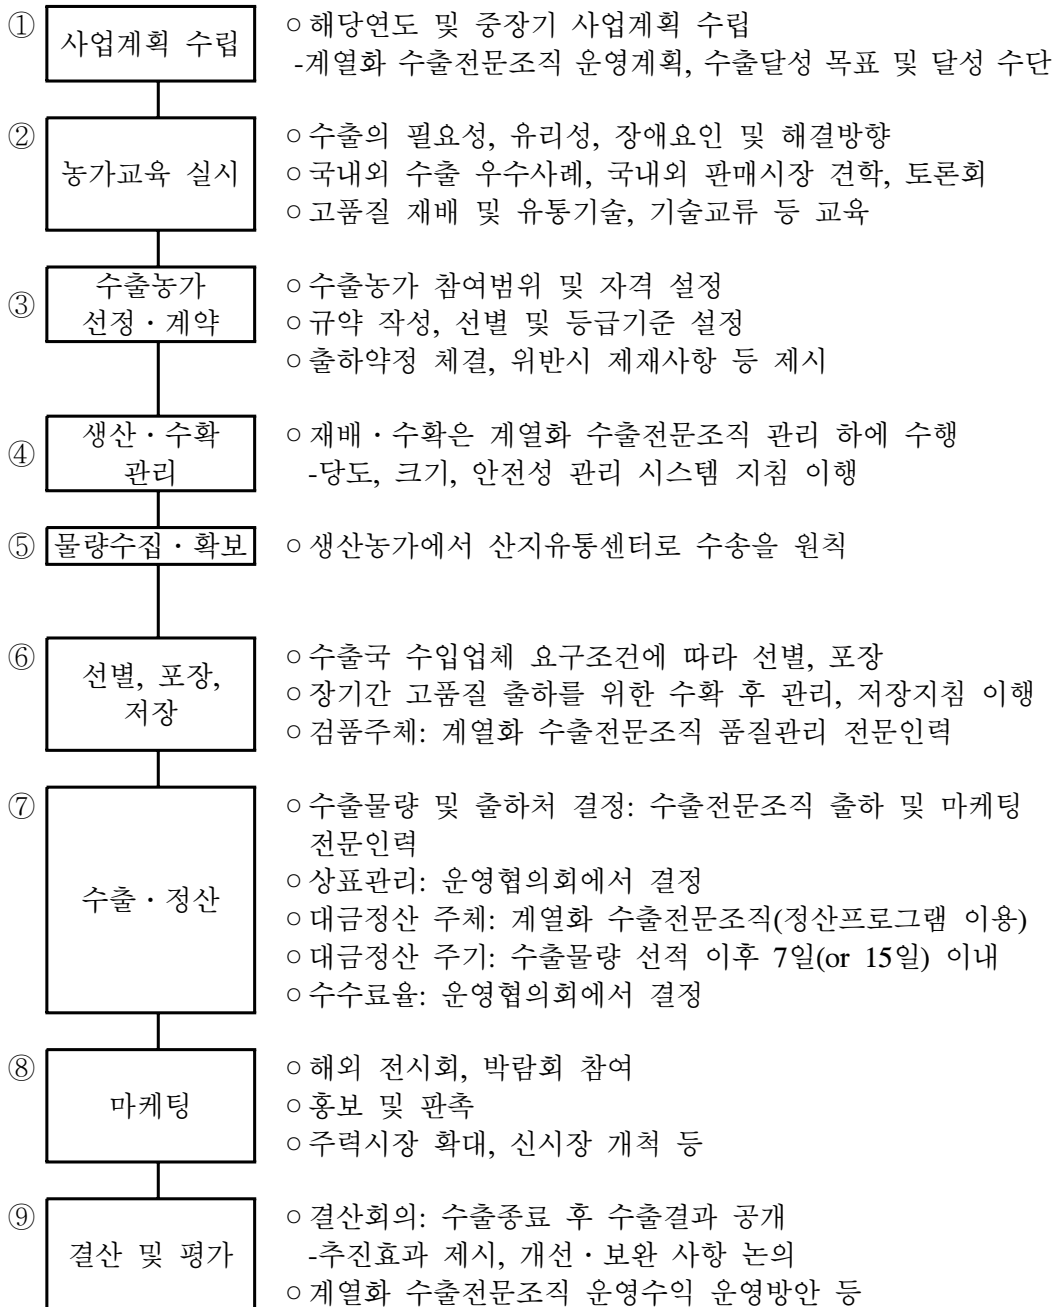 ① 사업계획 수립
○해당연도 및 중장기 사업계획 수립
-계열화 수출전문조직 운영계획, 수출달성 목표 및 달성 수단
② 농가교육 실시
○수출의 필요성, 유리성, 장애요인 및 해결방향
○국내외 수출 우수사례, 국내외 판매시장 견학, 토론회
○고품질 재배 및 유통기술, 기술교류 등 교육
③ 수출농가
선정·계약
○수출농가 참여범위 및 자격 설정
○규약 작성, 선별 및 등급기준 설정
○출하약정 체결, 위반시 제재사항 등 제시
④ 생산·수확
관리
○재배·수확은 계열화 수출전문조직 관리 하에 수행
-당도, 크기, 안전성 관리 시스템 지침 이행
⑤ 물량수집·확보
○생산농가에서 산지유통센터로 수송을 원칙
⑥ 선별, 포장,
저장
○수출국 수입업체 요구조건에 따라 선별, 포장
○장기간 고품질 출하를 위한 수확 후 관리, 저장지침 이행
○검품주체: 계열화 수출전문조직 품질관리 전문인력
⑦ 수출·정산
○수출물량 및 출하처 결정: 수출전문조직 출하 및 마케팅
전문인력
○상표관리: 운영협의회에서 결정
○대금정산 주체: 계열화 수출전문조직(정산프로그램 이용)
○대금정산 주기: 수출물량 선적 이후 7일(or 15일) 이내
○수수료율: 운영협의회에서 결정
⑧ 마케팅
○해외 전시회, 박람회 참여
○홍보 및 판촉
○주력시장 확대, 신시장 개척 등
⑨ 결산 및 평가
○결산회의: 수출종료 후 수출결과 공개
-추진효과 제시, 개선·보완 사항 논의
○계열화 수출전문조직 운영수익 운영방안 등